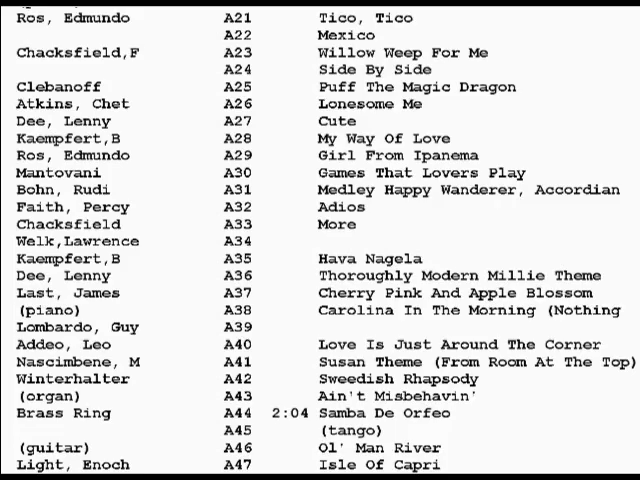 Ros, Edmundo A21 Tico, Tico
A22 Mexico
Chacksfield,F A23 Willow Weep For Me
A24 Side By Side
Clebanoff A25 Puff The Magic Dragon
Atkins, Chet A26 Lonesome Me
Dee, Lenny A27 Cute
Kaempfert,B A28 My Way Of Love
Ros, Edmundo A29 Girl From Ipanema
Mantovani A30 Games That Lovers Play
Bohn, Rudi A31 Medley Happy Wanderer, Accordian
Faith, Percy A32 Adios
Chacksfield A33 More
Welk,Lawrence A34
Kaempfert,B A35 Hava Nagela
Dee, Lenny A36 Thoroughly Modern Millie Theme
Last, James A37 Cherry Pink And Apple Blossom
(piano) A38 Carolina In The Morning (Nothing
Lombardo, Guy A39
Addeo, Leo A40 Love Is Just Around The Corner
Nascimbene, M A41 Susan Theme (From Room At The Top)
Winterhalter A42 Sweedish Rhapsody
(organ) A43 Ain't Misbehavin'
Brass Ring A44 2:04 Samba De Orfeo
A45 (tango)
(guitar) A46 Ol' Man River
Light, Enoch A47 Isle Of Capri